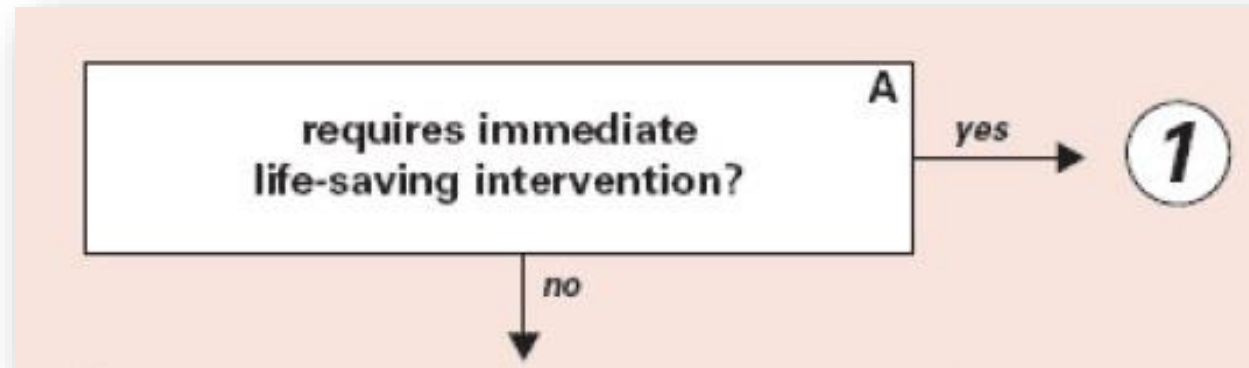 A
requires immediate
life-saving intervention?
yes
1
no